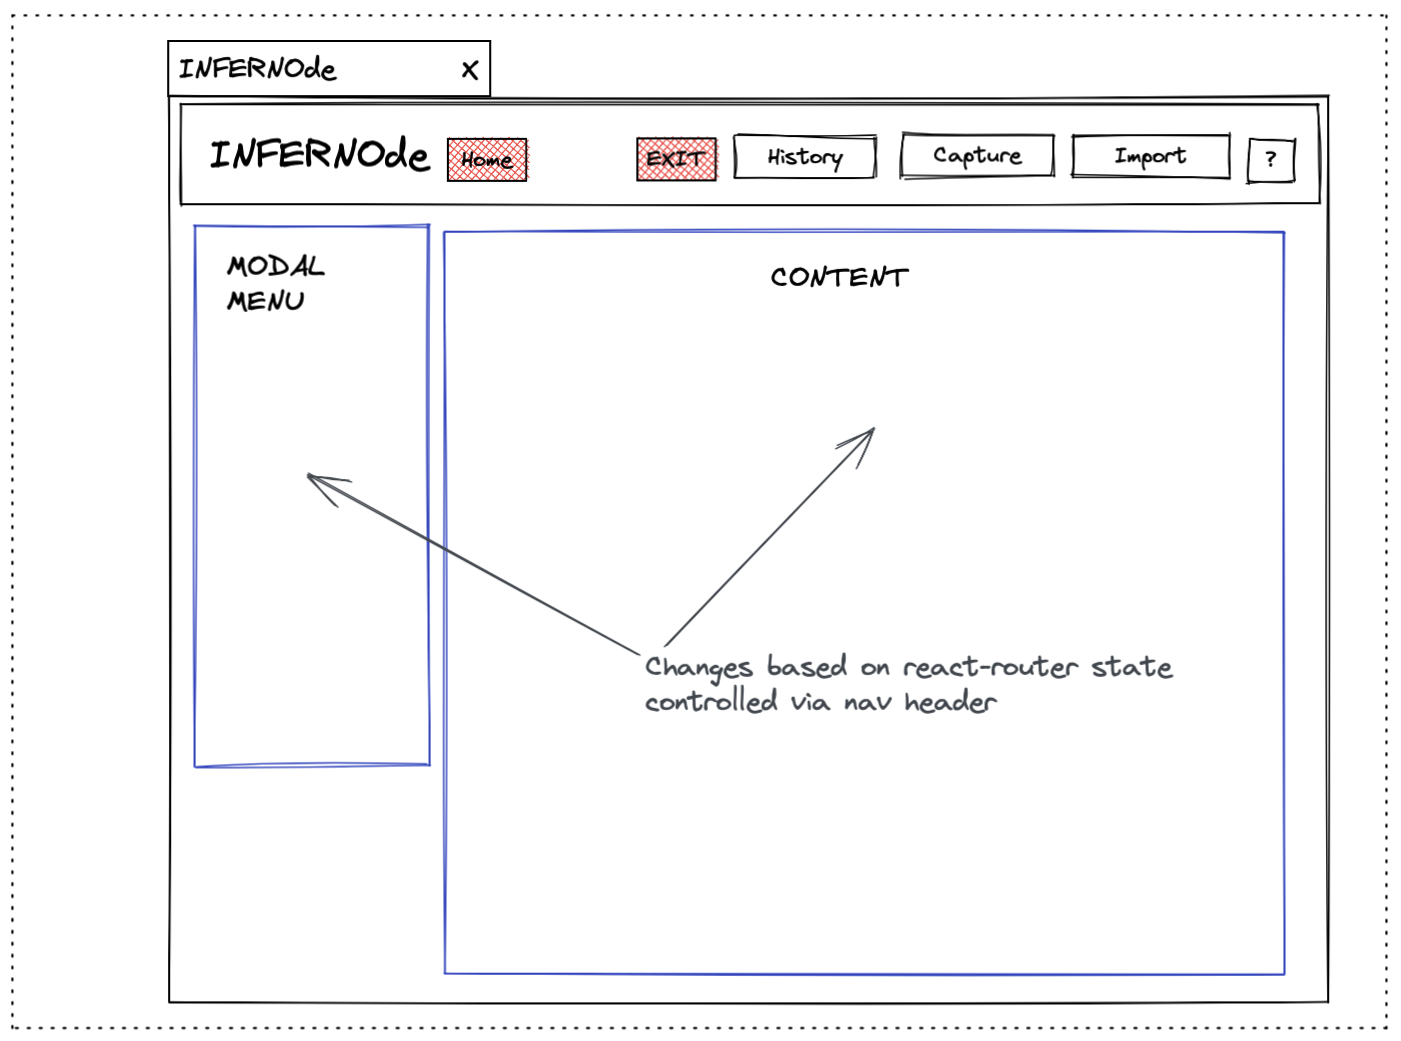 INFERNOde X
INFERNOde Home EXIT History Capture Import ?
MODAL
MENU
CONTENT
Changes based on react-router state
controlled via nav header